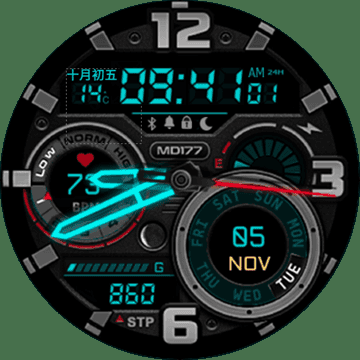 12
十月初五
14°C
09:41
AM 24H
01
MD177
LOW NORMAL HIGH
E
3
BPM
FRI SAT SUN MON TUE WED THU
05
NOV
G
860
STP
6